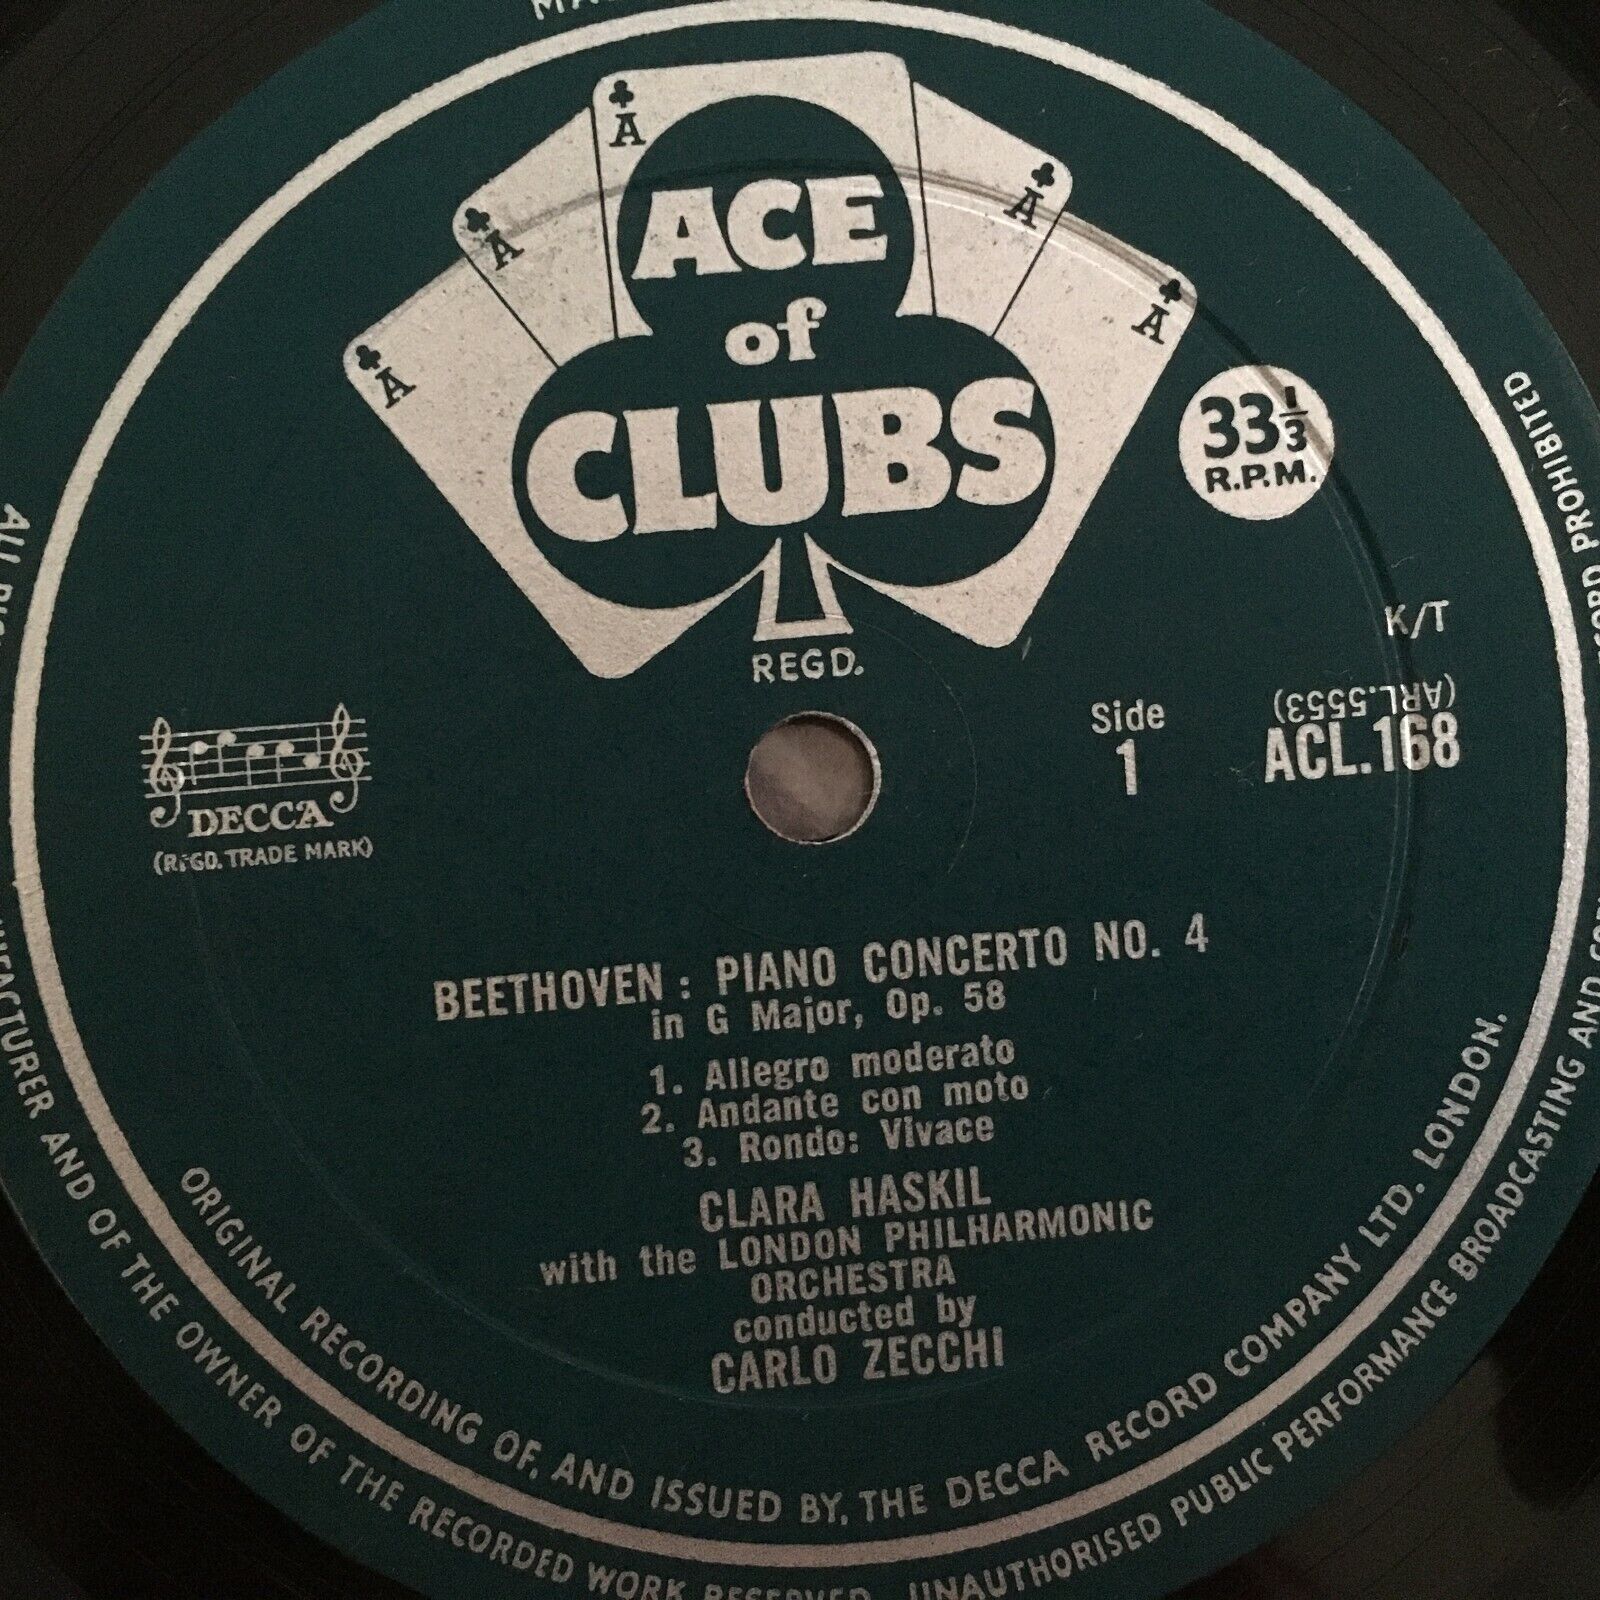 A
A
A
A
A
ACE
of
CLUBS
REGD.
33 1/3
R.P.M.
K/T
(ARL.5553)
Side
1
ACL.168
DECCA
(REGD. TRADE MARK)
BEETHOVEN : PIANO CONCERTO NO. 4
in G Major, Op. 58
1. Allegro moderato
2. Andante con moto
3. Rondo: Vivace
CLARA HASKIL
with the LONDON PHILHARMONIC
ORCHESTRA
conducted by
CARLO ZECCHI
ORIGINAL RECORDING OF, AND ISSUED BY, THE DECCA RECORD COMPANY LTD. LONDON.
ALL
AND OF THE OWNER OF THE RECORDED WORK RESERVED. UNAUTHORISED PUBLIC PERFORMANCE BROADCASTING AND
PROHIBITED